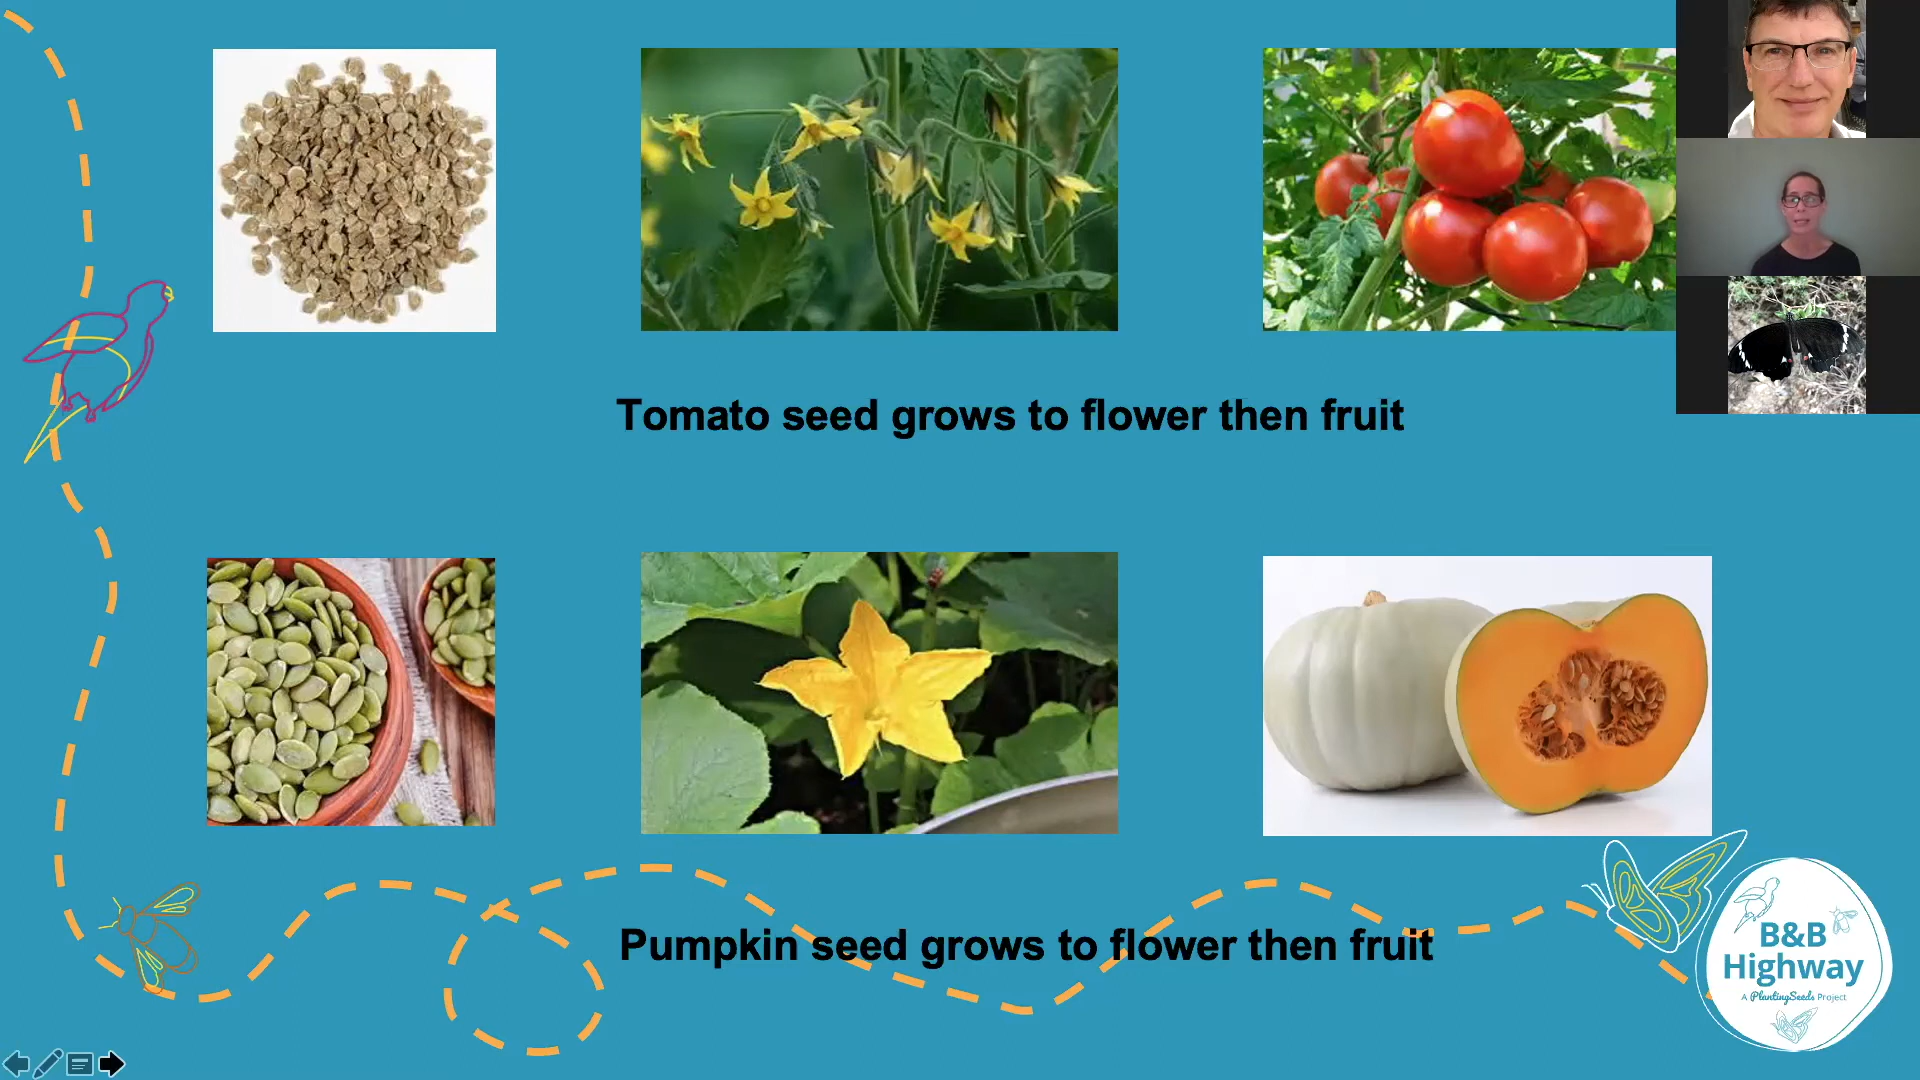 Tomato seed grows to flower then fruit
Pumpkin seed grows to flower then fruit
B&B
Highway
A PlantingSeeds Project